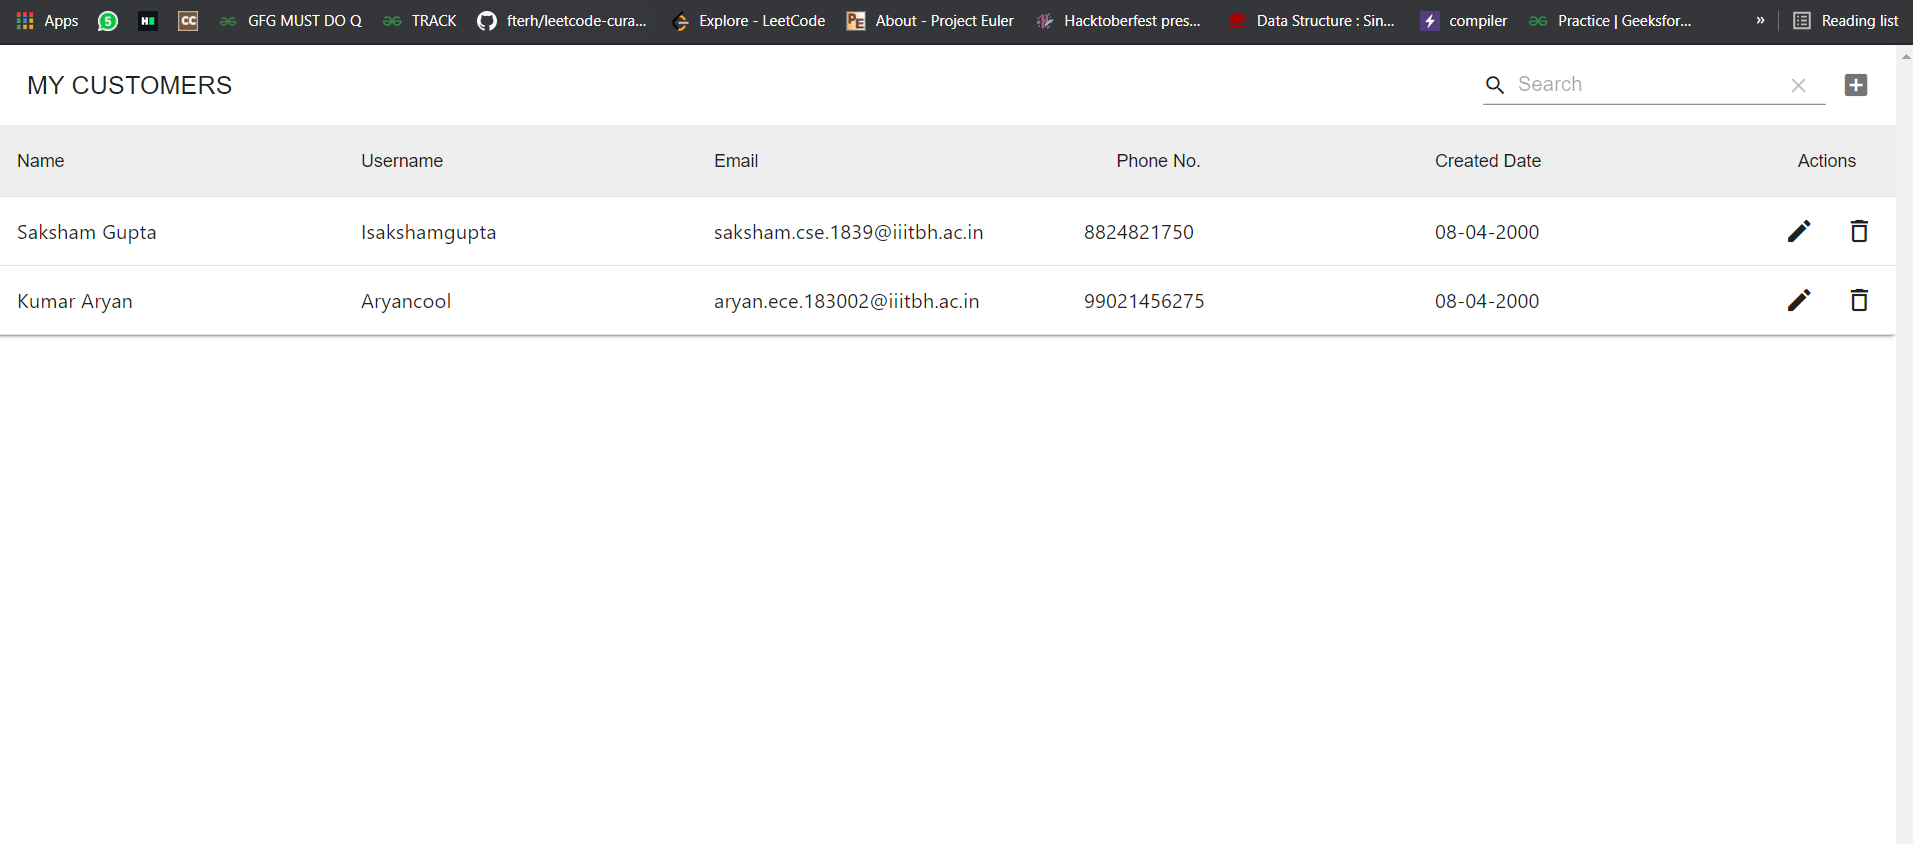 Apps 5 H CC GFG MUST DO Q TRACK fterh/leetcode-cura... Explore - LeetCode PE About - Project Euler Hacktoberfest pres... Data Structure : Sin... compiler Practice | Geeksfor... » Reading list
MY CUSTOMERS Search
Name Username Email Phone No. Created Date Actions
Saksham Gupta Isakshamgupta saksham.cse.1839@iiitbh.ac.in 8824821750 08-04-2000
Kumar Aryan Aryancool aryan.ece.183002@iiitbh.ac.in 99021456275 08-04-2000